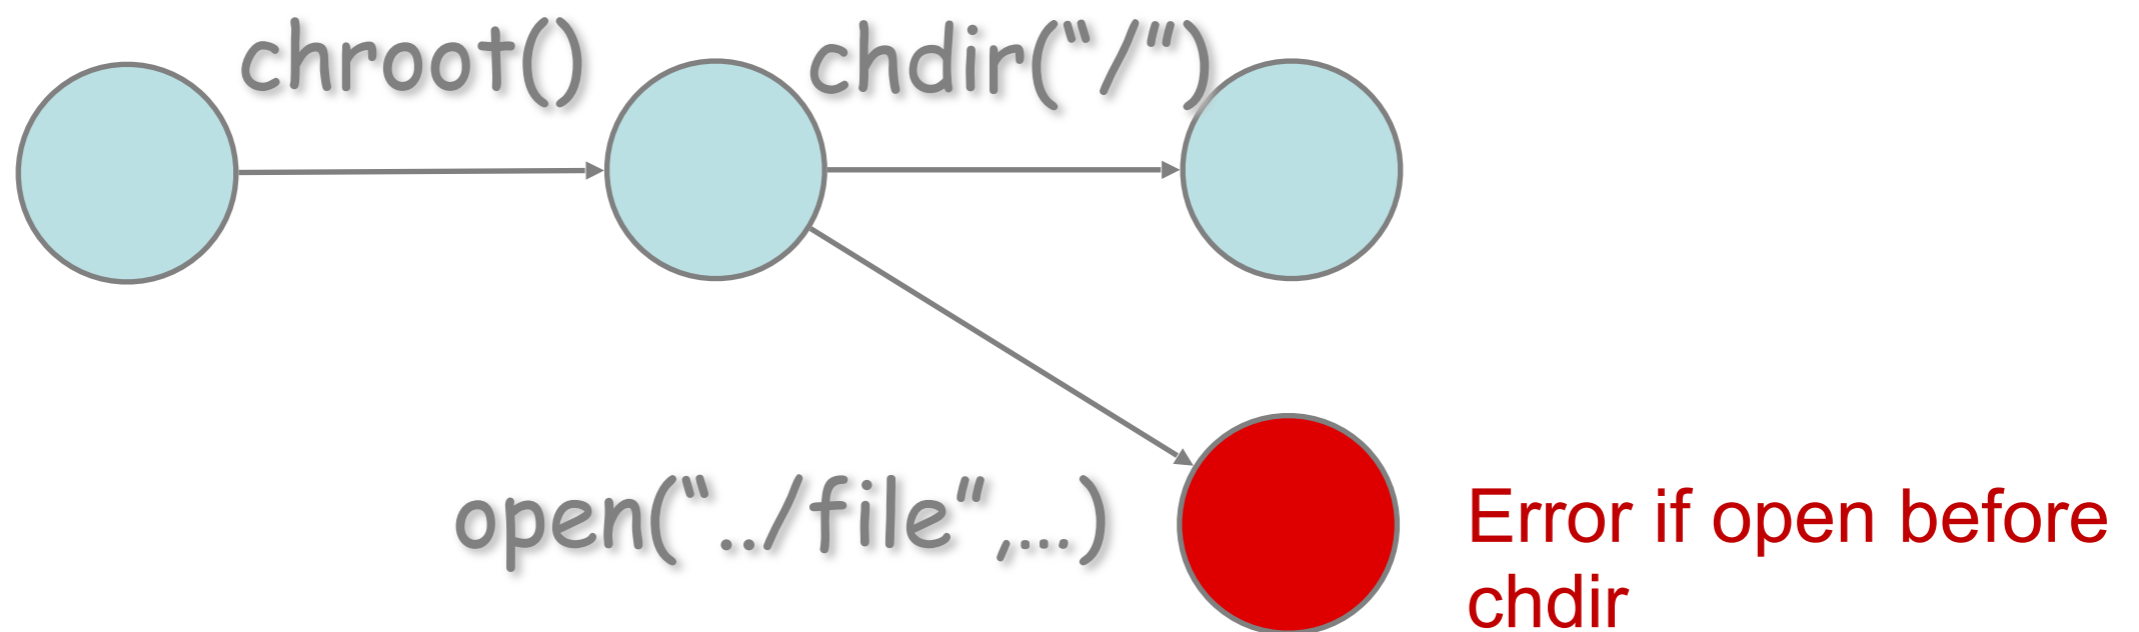 chroot()
chdir(“/”)
open(“../file”,...)
Error if open before
chdir